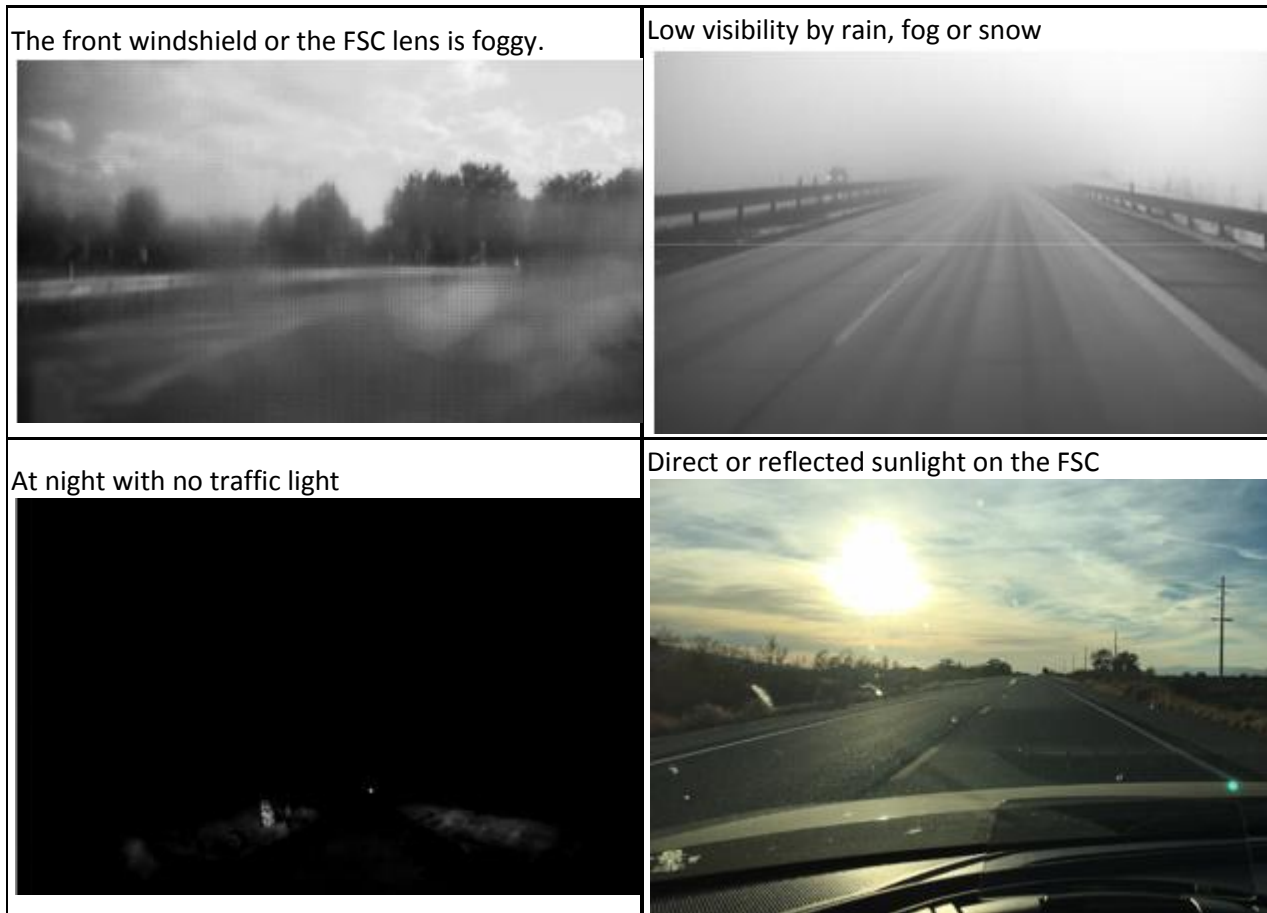 The front windshield or the FSC lens is foggy.
Low visibility by rain, fog or snow
At night with no traffic light
Direct or reflected sunlight on the FSC